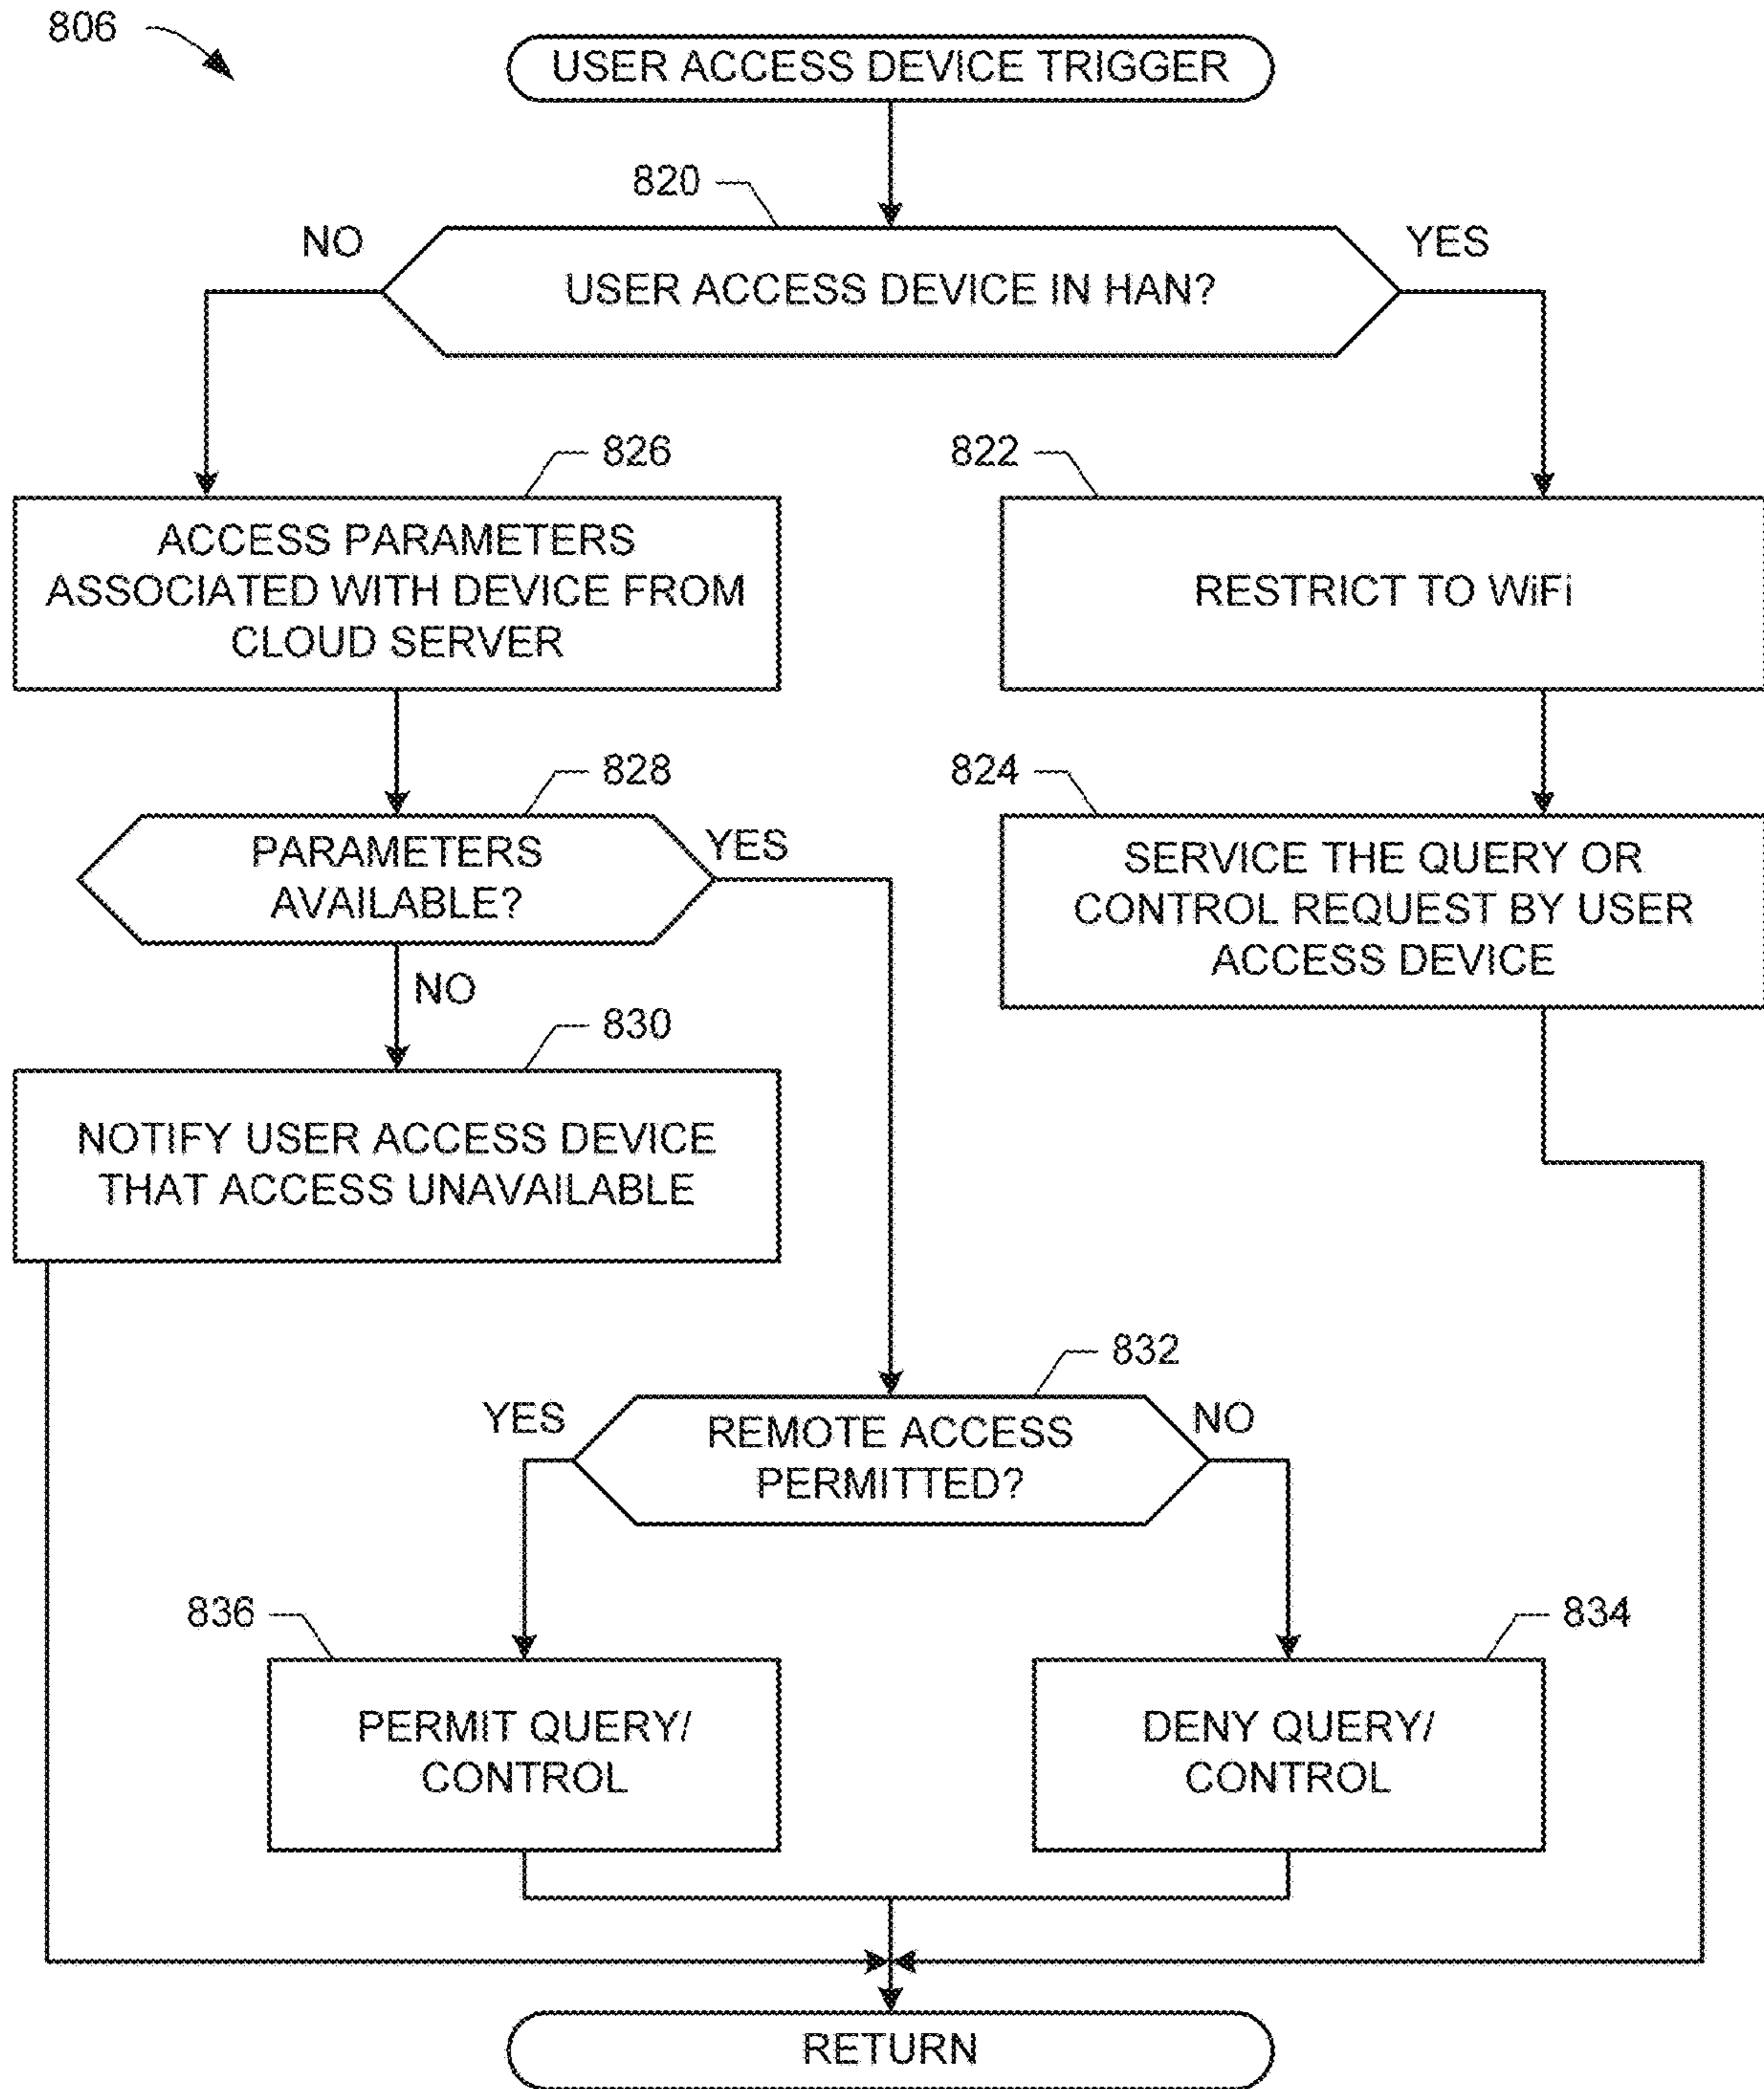 806
USER ACCESS DEVICE TRIGGER
820
NO
YES
USER ACCESS DEVICE IN HAN?
826
822
ACCESS PARAMETERS
ASSOCIATED WITH DEVICE FROM
CLOUD SERVER
RESTRICT TO WiFi
828
824
PARAMETERS
AVAILABLE?
YES
SERVICE THE QUERY OR
CONTROL REQUEST BY USER
ACCESS DEVICE
NO
830
NOTIFY USER ACCESS DEVICE
THAT ACCESS UNAVAILABLE
832
YES
NO
REMOTE ACCESS
PERMITTED?
836
834
PERMIT QUERY/
CONTROL
DENY QUERY/
CONTROL
RETURN